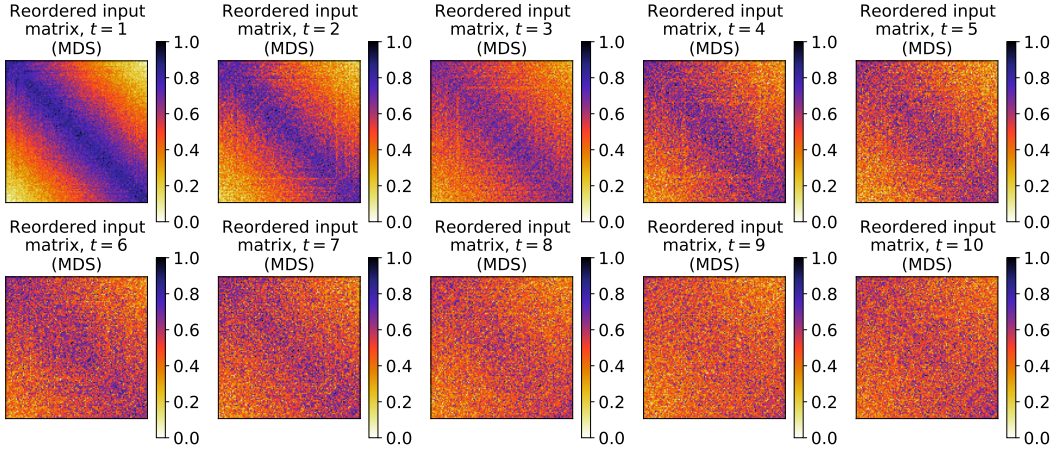 Reordered input
matrix, t = 1
(MDS)
1.0
0.8
0.6
0.4
0.2
0.0
Reordered input
matrix, t = 2
(MDS)
1.0
0.8
0.6
0.4
0.2
0.0
Reordered input
matrix, t = 3
(MDS)
1.0
0.8
0.6
0.4
0.2
0.0
Reordered input
matrix, t = 4
(MDS)
1.0
0.8
0.6
0.4
0.2
0.0
Reordered input
matrix, t = 5
(MDS)
1.0
0.8
0.6
0.4
0.2
0.0
Reordered input
matrix, t = 6
(MDS)
1.0
0.8
0.6
0.4
0.2
0.0
Reordered input
matrix, t = 7
(MDS)
1.0
0.8
0.6
0.4
0.2
0.0
Reordered input
matrix, t = 8
(MDS)
1.0
0.8
0.6
0.4
0.2
0.0
Reordered input
matrix, t = 9
(MDS)
1.0
0.8
0.6
0.4
0.2
0.0
Reordered input
matrix, t = 10
(MDS)
1.0
0.8
0.6
0.4
0.2
0.0